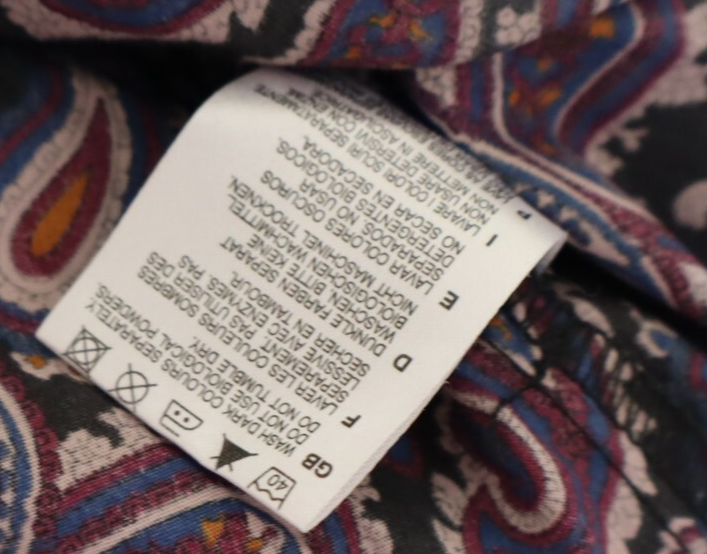 40
GB
WASH DARK COLOURS SEPARATELY
DO NOT USE BIOLOGICAL POWDERS.
DO NOT TUMBLE DRY.
F
LAVER LES COULEURS SOMBRES
SEPAREMENT. PAS UTILISER DES
LESSIVE AVEC ENZYMES. PAS
SECHER EN TAMBOUR.
D
DUNKLE FARBEN SEPARAT
WASCHEN. BITTE KEINE
BIOLOGISCHEN WACHMITTEL
NICHT MASCHINEL TROCKNEN.
E
LAVAR COLORES OSCUROS
SEPARADOS. NO USAR
DETERGENTES BIOLOGICOS.
NO SECAR EN SECADORA.
I
LAVARE I COLORI SCURI SEPARATAMENTE
NON USARE DETERSIVI CON ENZIMI.
NON METTERE IN
P